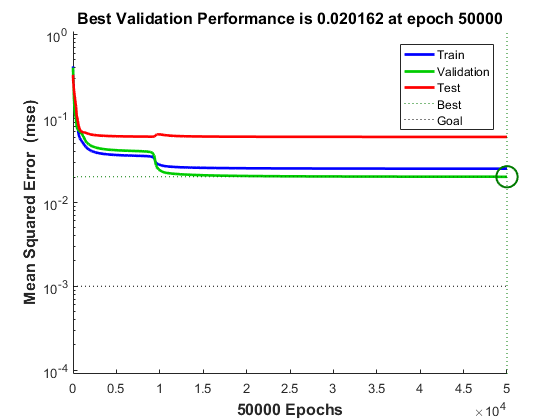 Best Validation Performance is 0.020162 at epoch 50000
Mean Squared Error (mse)
10^0
10^-1
10^-2
10^-3
10^-4
Train
Validation
Test
Best
Goal
0 0.5 1 1.5 2 2.5 3 3.5 4 4.5 5
×10^4
50000 Epochs